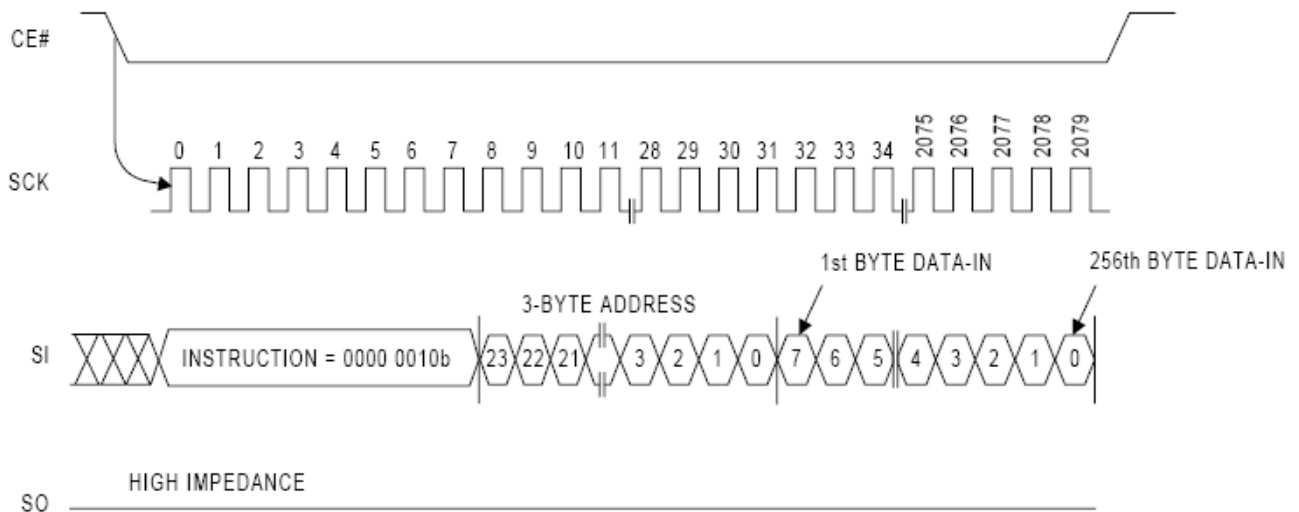 CE#
0 1 2 3 4 5 6 7 8 9 10 11 28 29 30 31 32 33 34 2075 2076 2077 2078 2079
SCK
1st BYTE DATA-IN 256th BYTE DATA-IN
3-BYTE ADDRESS
SI INSTRUCTION = 0000 0010b 23 22 21 3 2 1 0 7 6 5 4 3 2 1 0
HIGH IMPEDANCE
SO